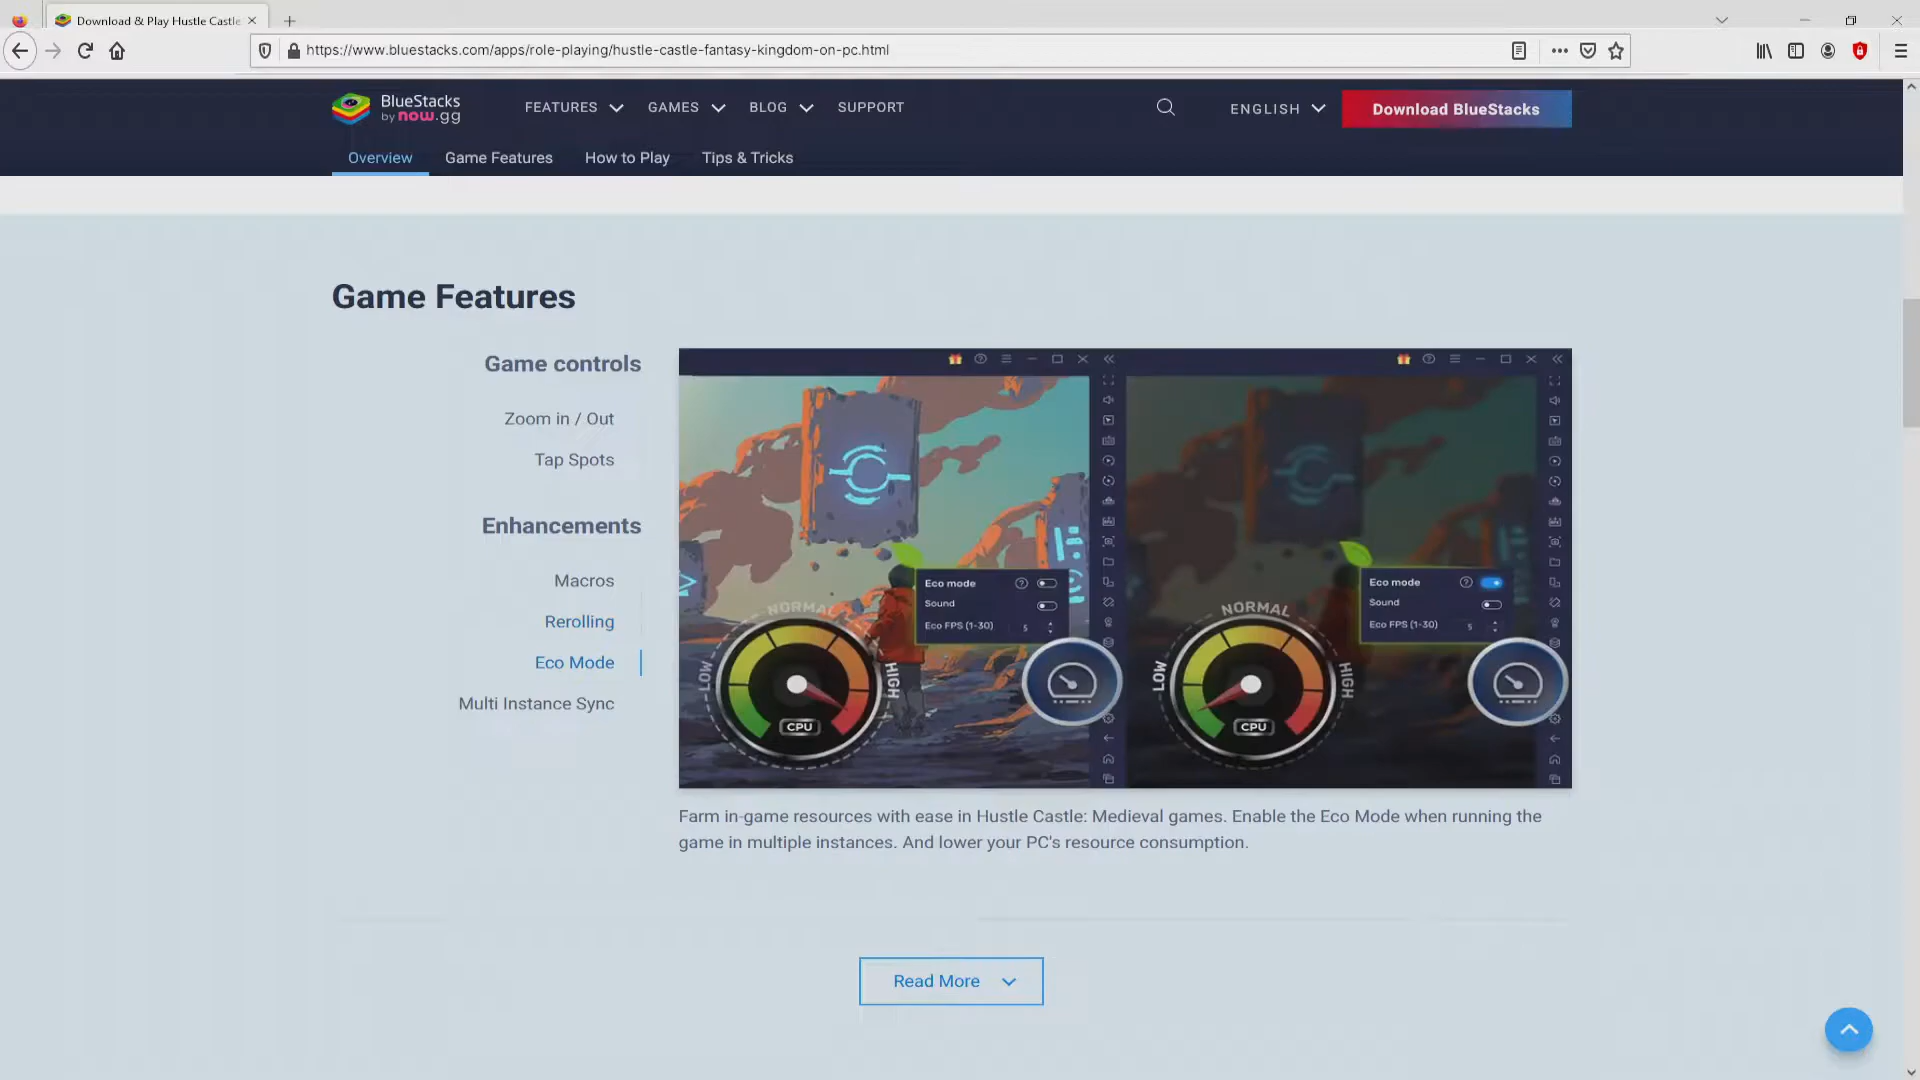 Download & Play Hustle Castle
https://www.bluestacks.com/apps/role-playing/hustle-castle-fantasy-kingdom-on-pc.html
BlueStacks
by now.gg
FEATURES
GAMES
BLOG
SUPPORT
ENGLISH
Download BlueStacks
Overview
Game Features
How to Play
Tips & Tricks
Game Features
Game controls
Zoom in / Out
Tap Spots
Enhancements
Macros
Rerolling
Eco Mode
Multi Instance Sync
Eco mode
Sound
Eco FPS (1-30) 5
LOW
NORMAL
HIGH
CPU
Eco mode
Sound
Eco FPS (1-30) 5
LOW
NORMAL
HIGH
CPU
Farm in-game resources with ease in Hustle Castle: Medieval games. Enable the Eco Mode when running the
game in multiple instances. And lower your PC's resource consumption.
Read More